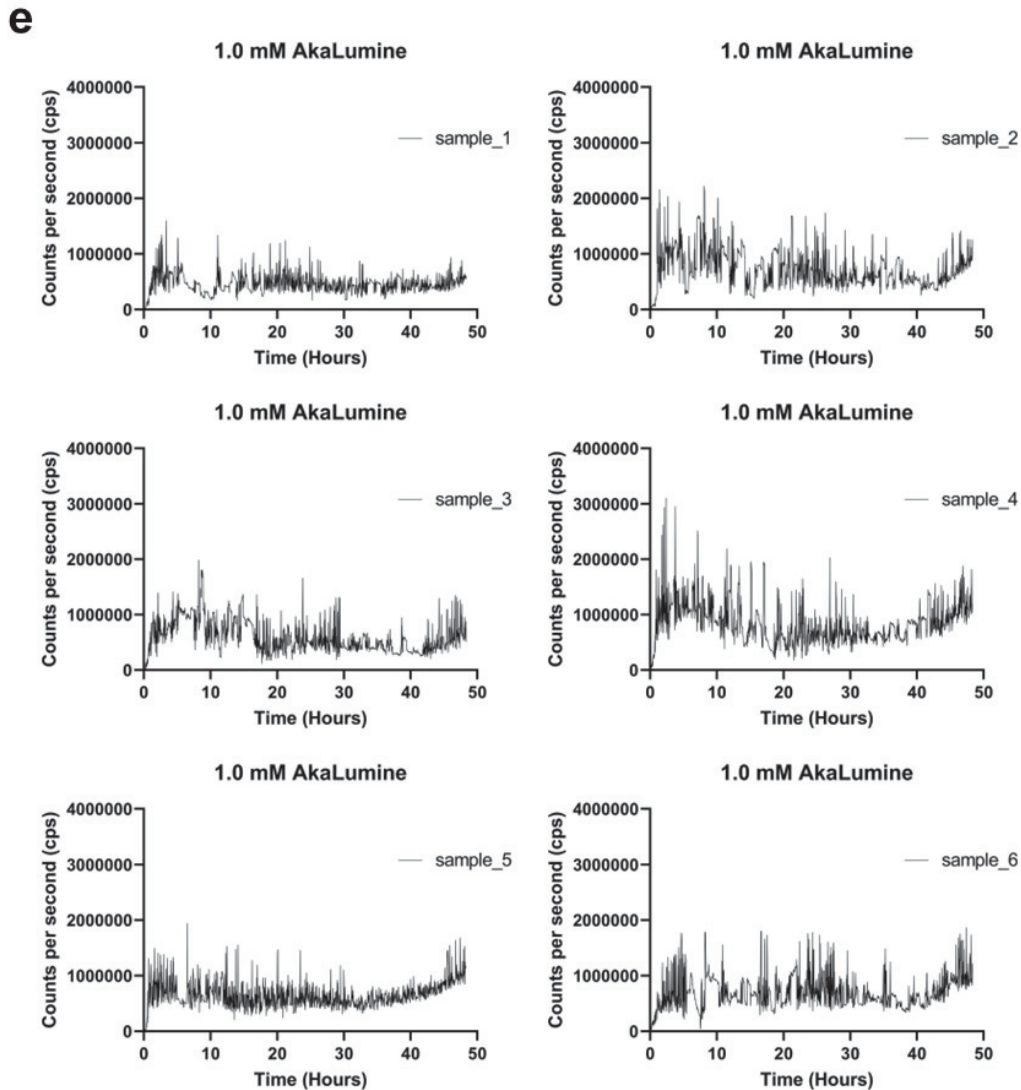 e
1.0 mM AkaLumine
Counts per second (cps)
4000000
3000000
2000000
1000000
0
sample_1
0 10 20 30 40 50
Time (Hours)
1.0 mM AkaLumine
Counts per second (cps)
4000000
3000000
2000000
1000000
0
sample_2
0 10 20 30 40 50
Time (Hours)
1.0 mM AkaLumine
Counts per second (cps)
4000000
3000000
2000000
1000000
0
sample_3
0 10 20 30 40 50
Time (Hours)
1.0 mM AkaLumine
Counts per second (cps)
4000000
3000000
2000000
1000000
0
sample_4
0 10 20 30 40 50
Time (Hours)
1.0 mM AkaLumine
Counts per second (cps)
4000000
3000000
2000000
1000000
0
sample_5
0 10 20 30 40 50
Time (Hours)
1.0 mM AkaLumine
Counts per second (cps)
4000000
3000000
2000000
1000000
0
sample_6
0 10 20 30 40 50
Time (Hours)